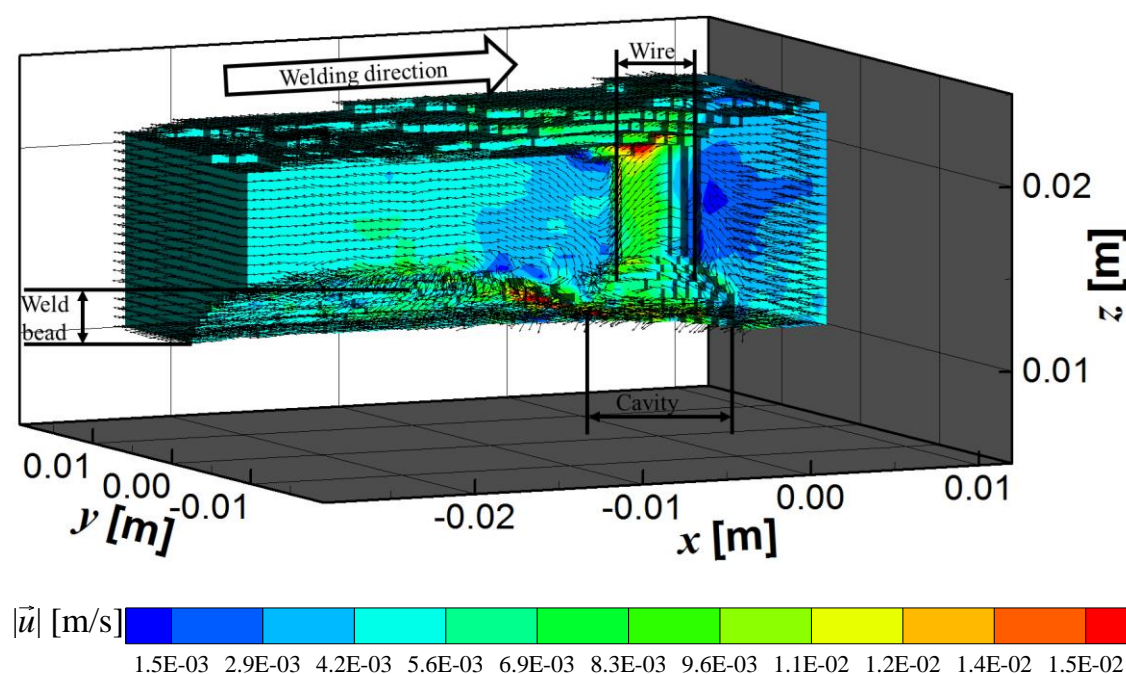 Welding direction
Wire
0.02
z [m]
Weld
bead
0.01
Cavity
0.01
0.00
-0.01
y [m]
-0.02
-0.01
0.00
0.01
x [m]
|u⃗| [m/s]
1.5E-03 2.9E-03 4.2E-03 5.6E-03 6.9E-03 8.3E-03 9.6E-03 1.1E-02 1.2E-02 1.4E-02 1.5E-02